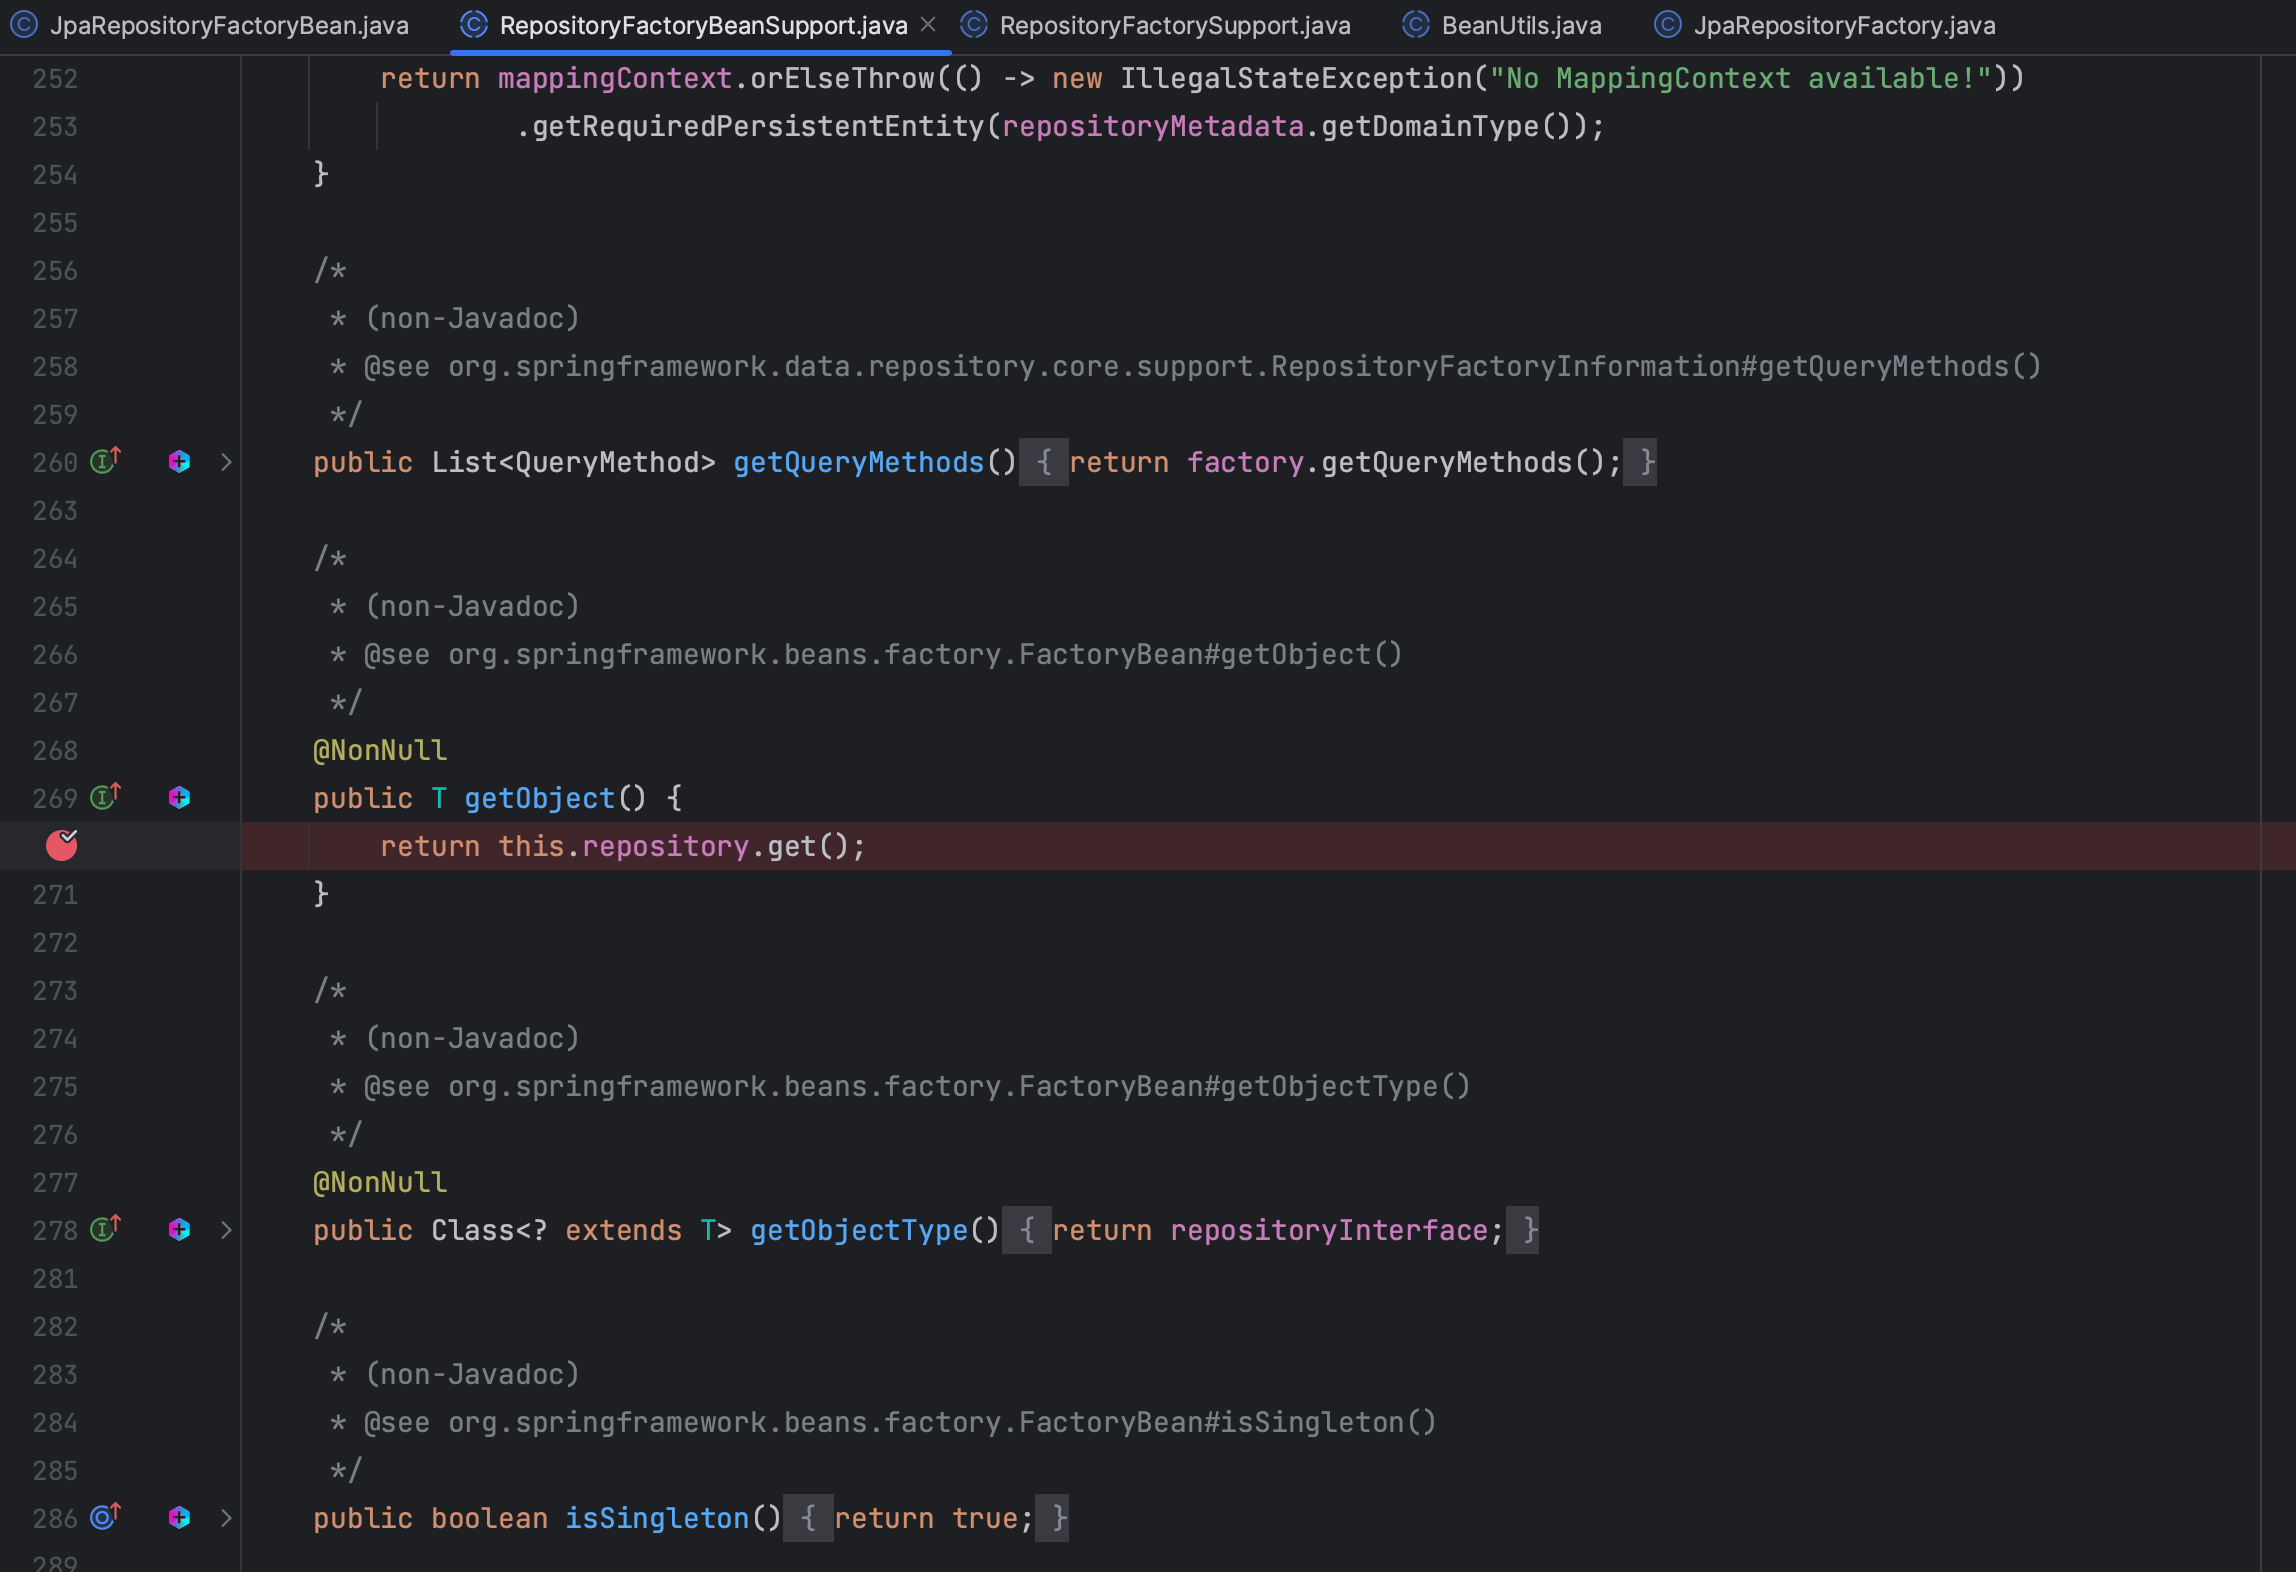 JpaRepositoryFactoryBean.java RepositoryFactoryBeanSupport.java RepositoryFactorySupport.java BeanUtils.java JpaRepositoryFactory.java
252 return mappingContext.orElseThrow(() -> new IllegalStateException("No MappingContext available!"))
253 .getRequiredPersistentEntity(repositoryMetadata.getDomainType());
254 }
255
256 /*
257 * (non-Javadoc)
258 * @see org.springframework.data.repository.core.support.RepositoryFactoryInformation#getQueryMethods()
259 */
260 public List<QueryMethod> getQueryMethods() { return factory.getQueryMethods(); }
263
264 /*
265 * (non-Javadoc)
266 * @see org.springframework.beans.factory.FactoryBean#getObject()
267 */
268 @NonNull
269 public T getObject() {
return this.repository.get();
271 }
272
273 /*
274 * (non-Javadoc)
275 * @see org.springframework.beans.factory.FactoryBean#getObjectType()
276 */
277 @NonNull
278 public Class<? extends T> getObjectType() { return repositoryInterface; }
281
282 /*
283 * (non-Javadoc)
284 * @see org.springframework.beans.factory.FactoryBean#isSingleton()
285 */
286 public boolean isSingleton() { return true; }
289